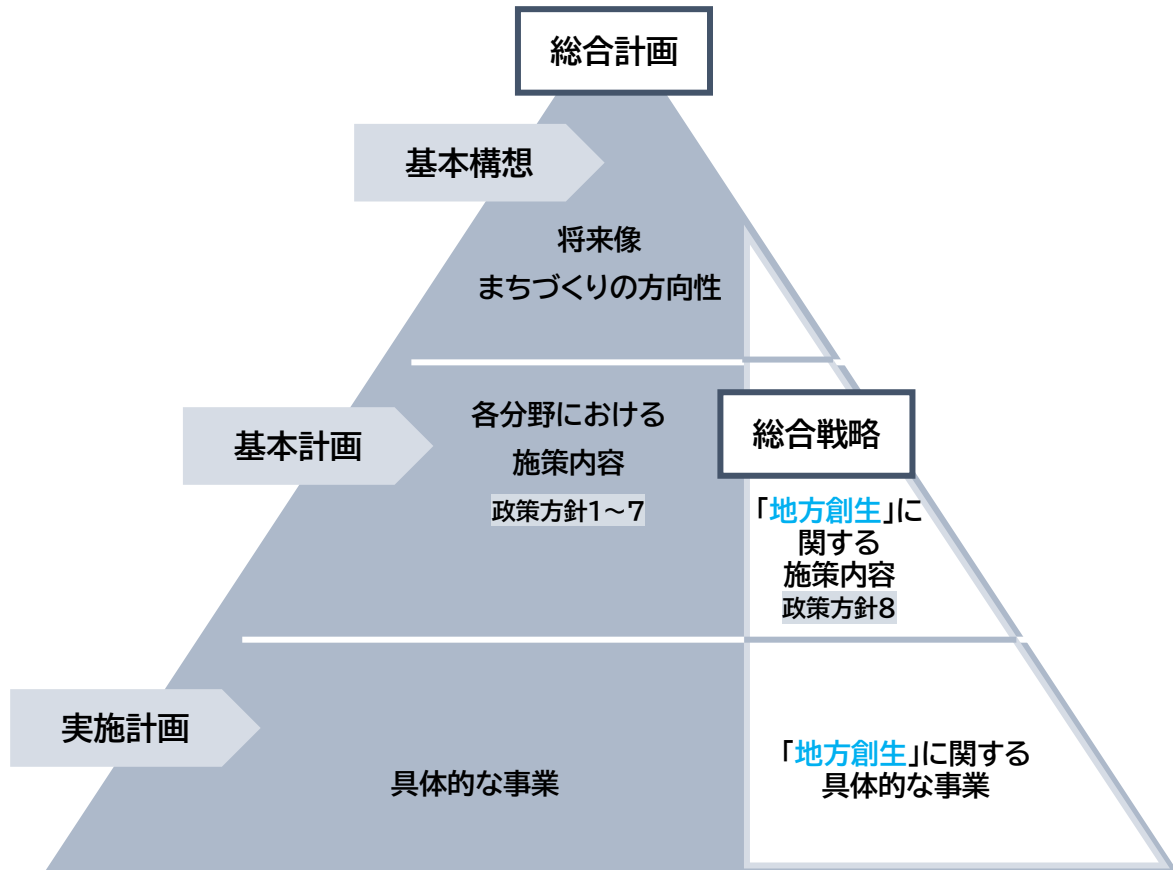 総合計画
基本構想
将来像
まちづくりの方向性
基本計画
各分野における
施策内容
政策方針1～7
総合戦略
「地方創生」に
関する
施策内容
政策方針8
実施計画
具体的な事業
「地方創生」に関する
具体的な事業